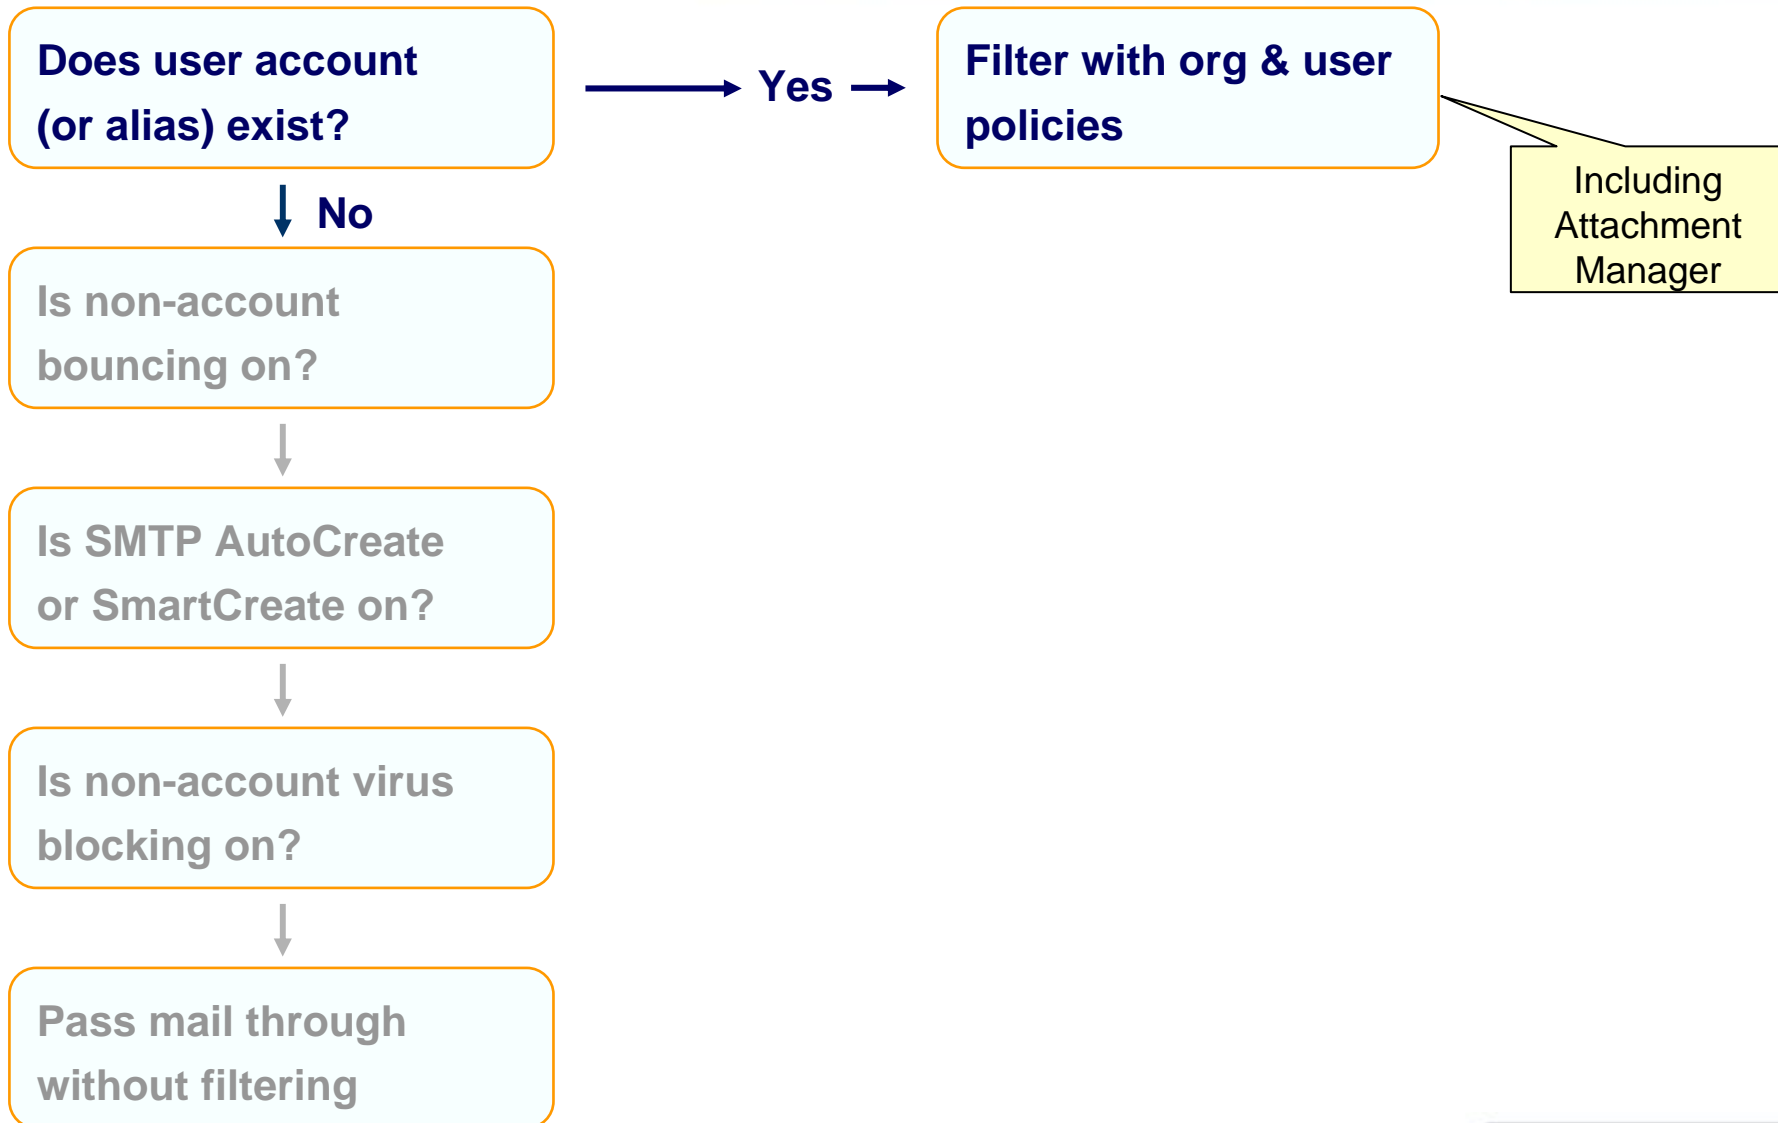 Does user account
(or alias) exist?
Yes
Filter with org & user
policies
Including
Attachment
Manager
No
Is non-account
bouncing on?
Is SMTP AutoCreate
or SmartCreate on?
Is non-account virus
blocking on?
Pass mail through
without filtering